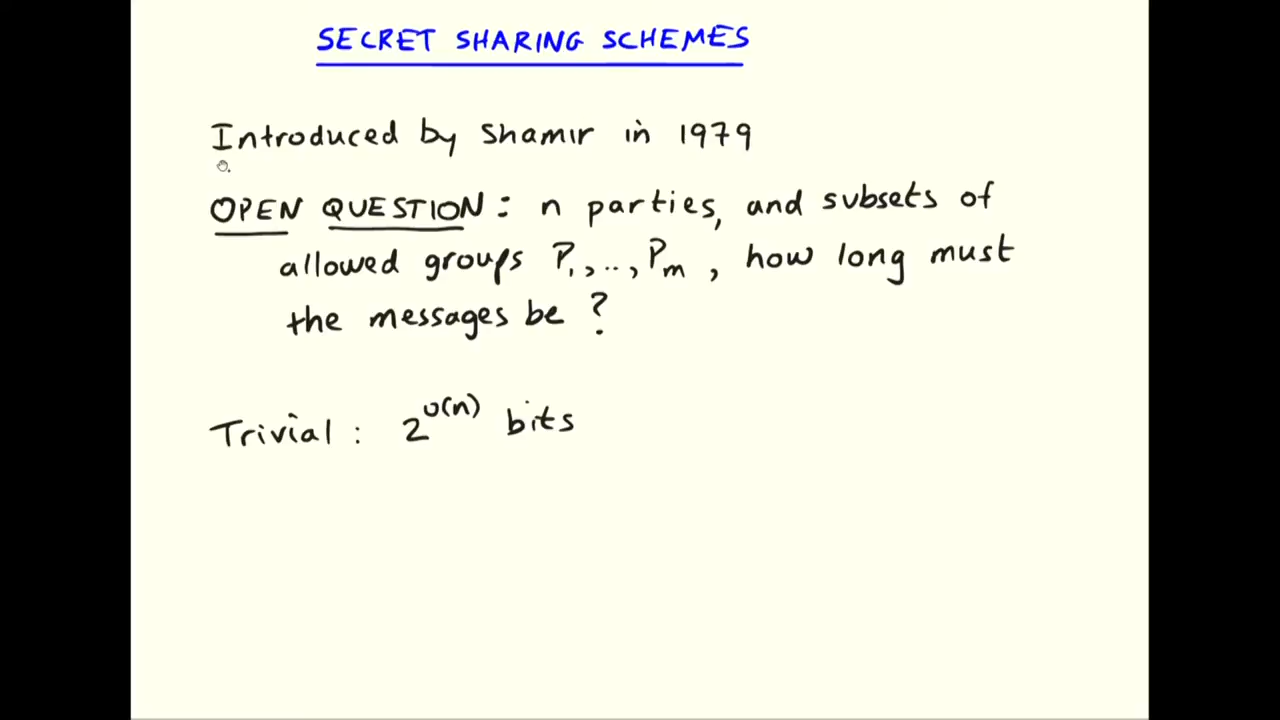 SECRET SHARING SCHEMES
Introduced by Shamir in 1979
OPEN QUESTION: n parties, and subsets of
allowed groups P₁,..,Pₘ, how long must
the messages be?
Trivial: 2^{O(n)} bits